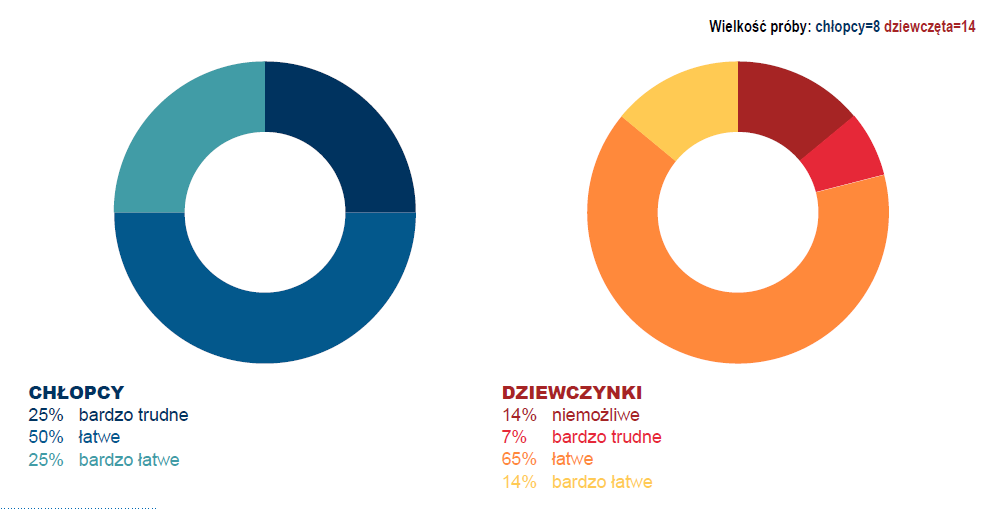 Wielkość próby: chłopcy=8 dziewczęta=14
CHŁOPCY
25% bardzo trudne
50% łatwe
25% bardzo łatwe
DZIEWCZYNKI
14% niemożliwe
7% bardzo trudne
65% łatwe
14% bardzo łatwe